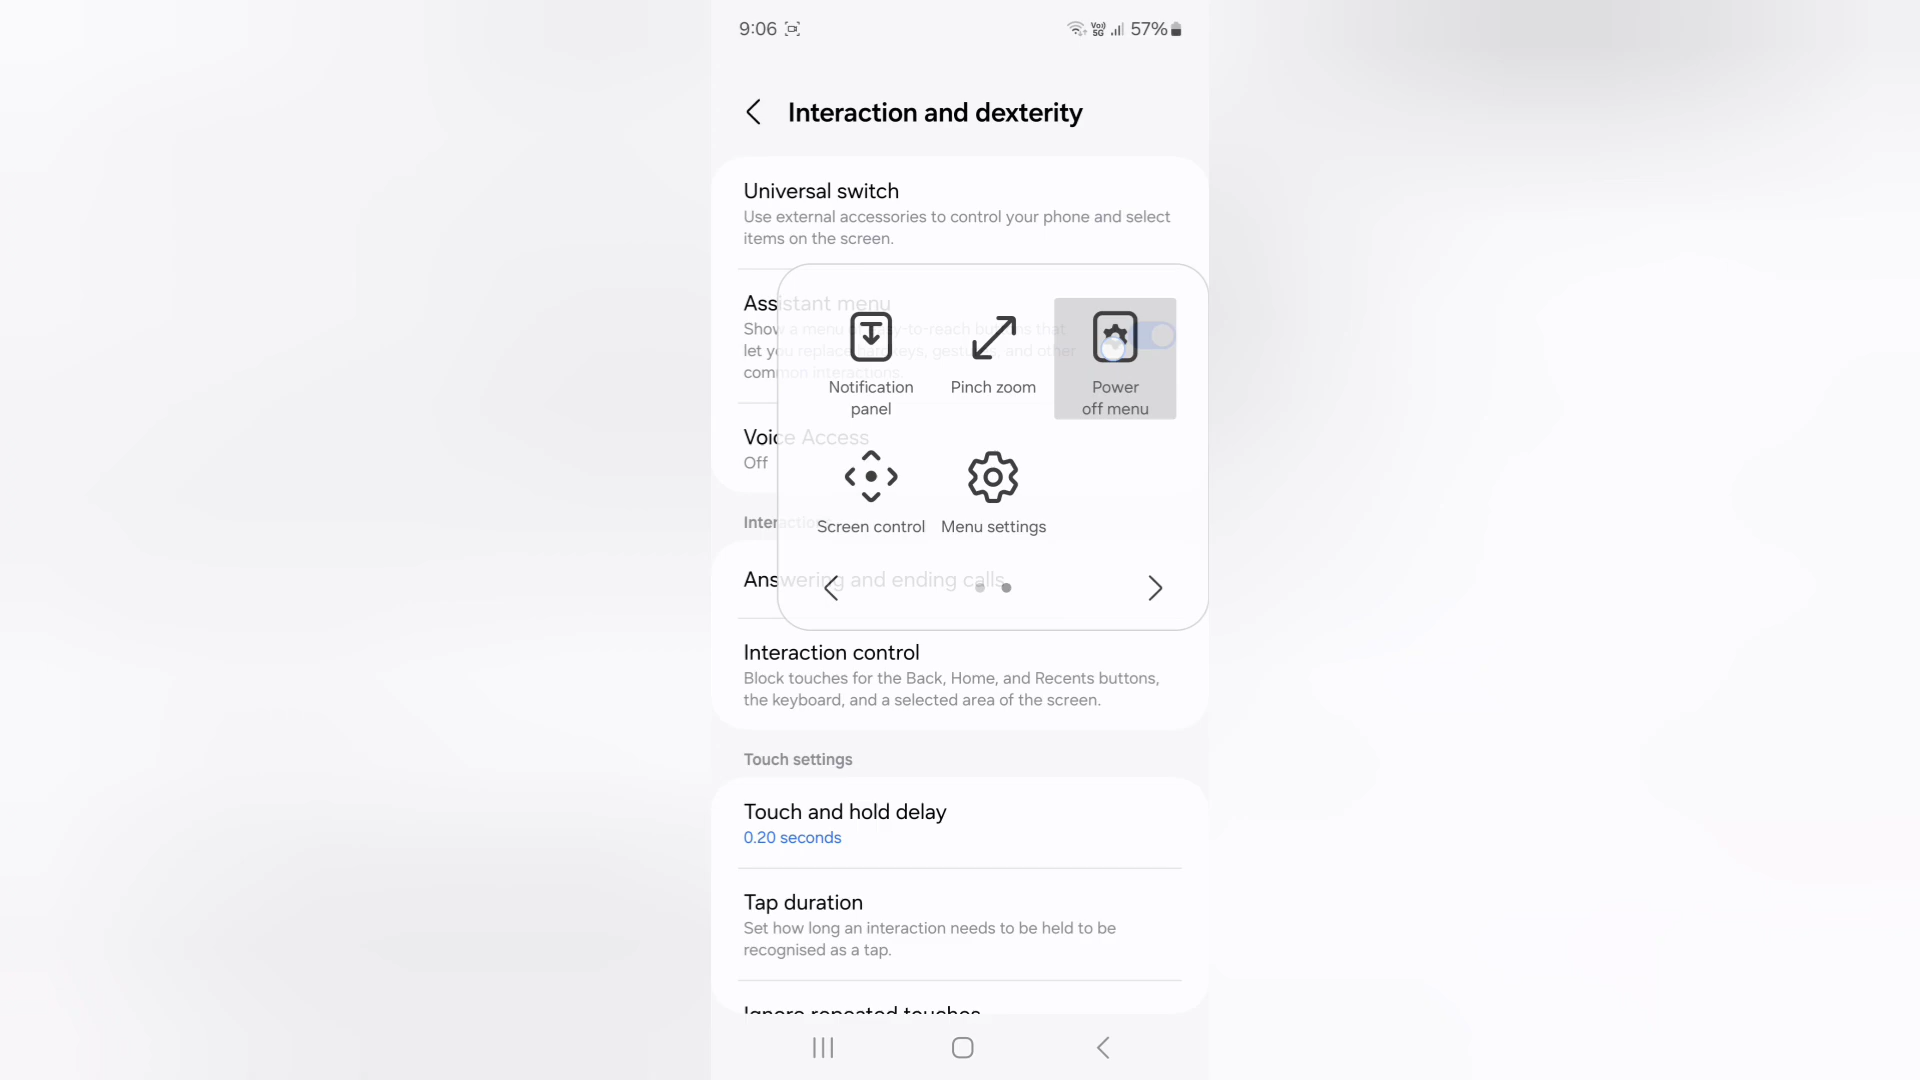 9:06
Vo))
5G
57%
Interaction and dexterity
Universal switch
Use external accessories to control your phone and select
items on the screen.
Assistant menu
Show a menu of easy-to-reach buttons that
let you replace hard keys, gestures, and other
common interactions.
Notification
panel
Pinch zoom
Power
off menu
Voice Access
Off
Interactions
Screen control
Menu settings
Answering and ending calls
Interaction control
Block touches for the Back, Home, and Recents buttons,
the keyboard, and a selected area of the screen.
Touch settings
Touch and hold delay
0.20 seconds
Tap duration
Set how long an interaction needs to be held to be
recognised as a tap.
Ignore repeated touches